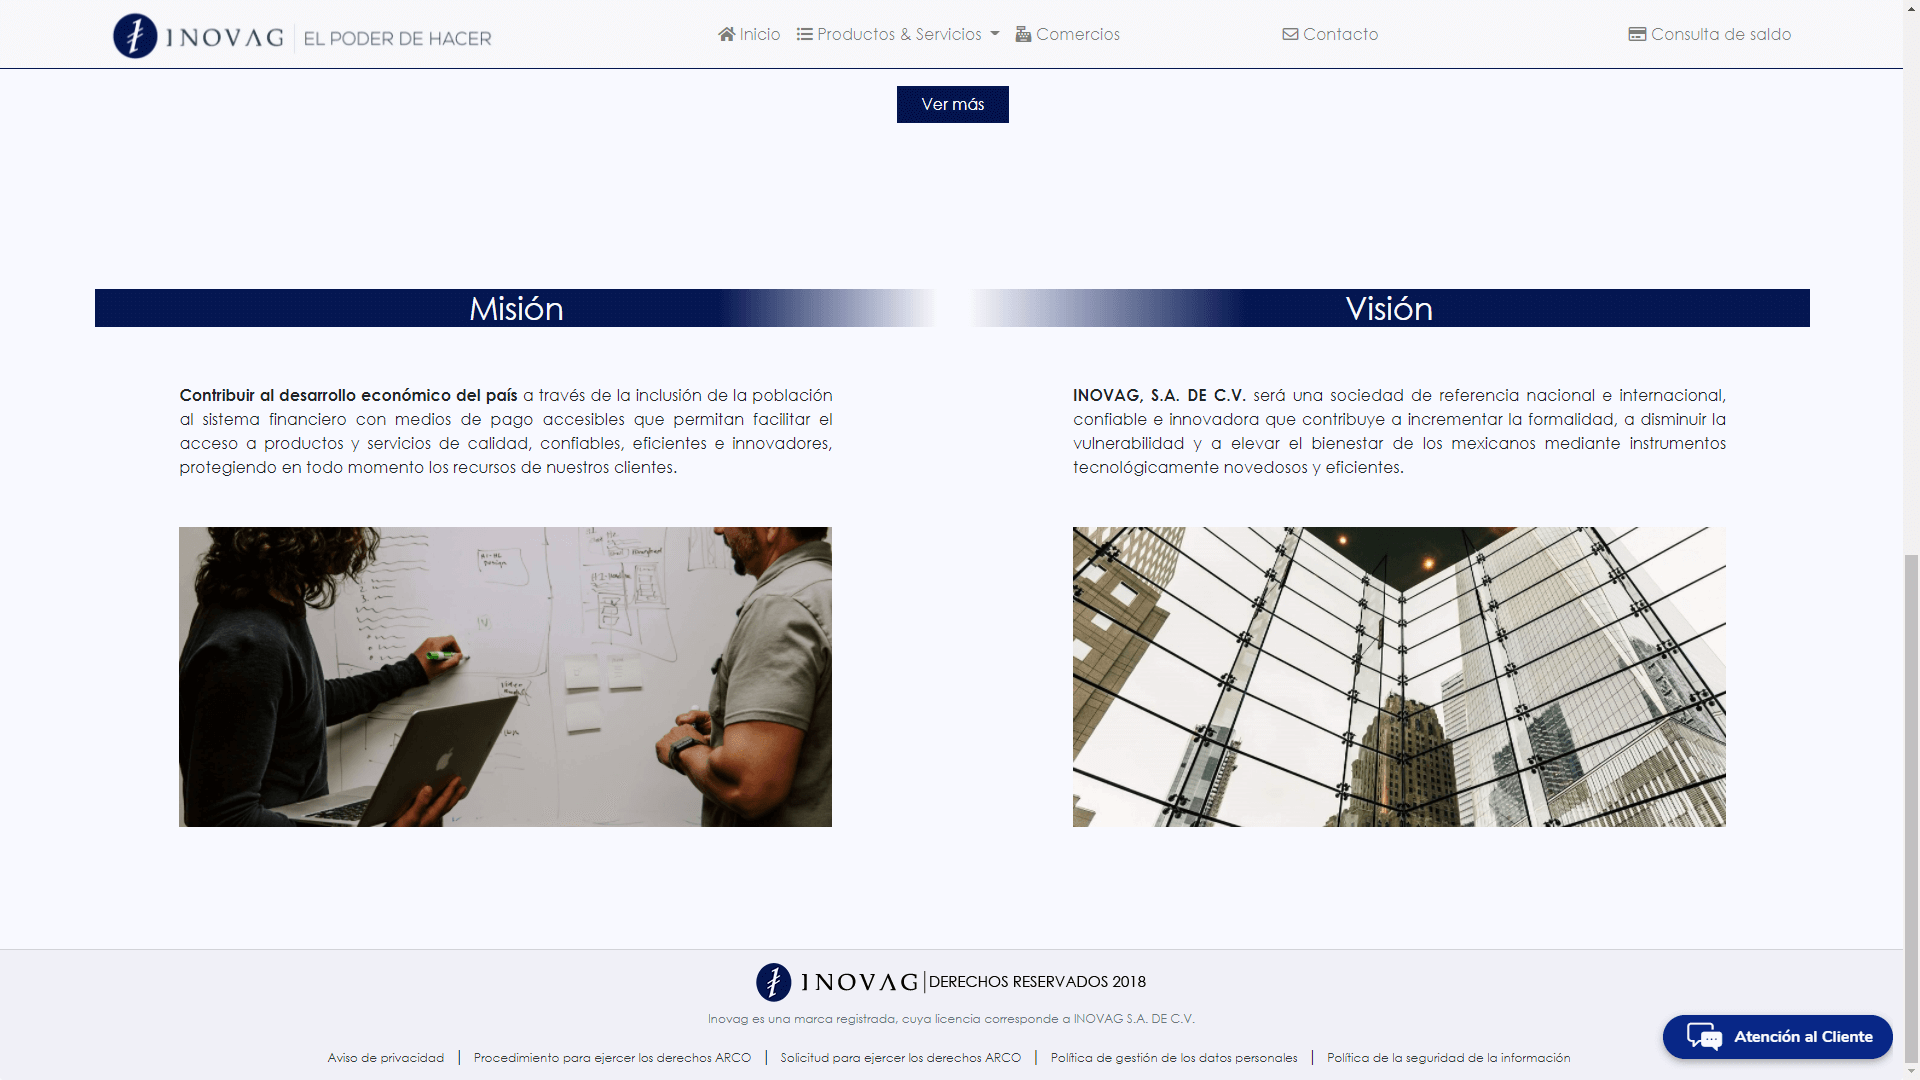 INOVAG EL PODER DE HACER
Inicio
Productos & Servicios
Comercios
Contacto
Consulta de saldo
Ver más
Misión
Contribuir al desarrollo económico del país a través de la inclusión de la población
al sistema financiero con medios de pago accesibles que permitan facilitar el
acceso a productos y servicios de calidad, confiables, eficientes e innovadores,
protegiendo en todo momento los recursos de nuestros clientes.
Visión
INOVAG, S.A. DE C.V. será una sociedad de referencia nacional e internacional,
confiable e innovadora que contribuye a incrementar la formalidad, a disminuir la
vulnerabilidad y a elevar el bienestar de los mexicanos mediante instrumentos
tecnológicamente novedosos y eficientes.
INOVAG |DERECHOS RESERVADOS 2018
Inovag es una marca registrada, cuya licencia corresponde a INOVAG S.A. DE C.V.
Aviso de privacidad | Procedimiento para ejercer los derechos ARCO | Solicitud para ejercer los derechos ARCO | Política de gestión de los datos personales | Política de la seguridad de la información
Atención al Cliente